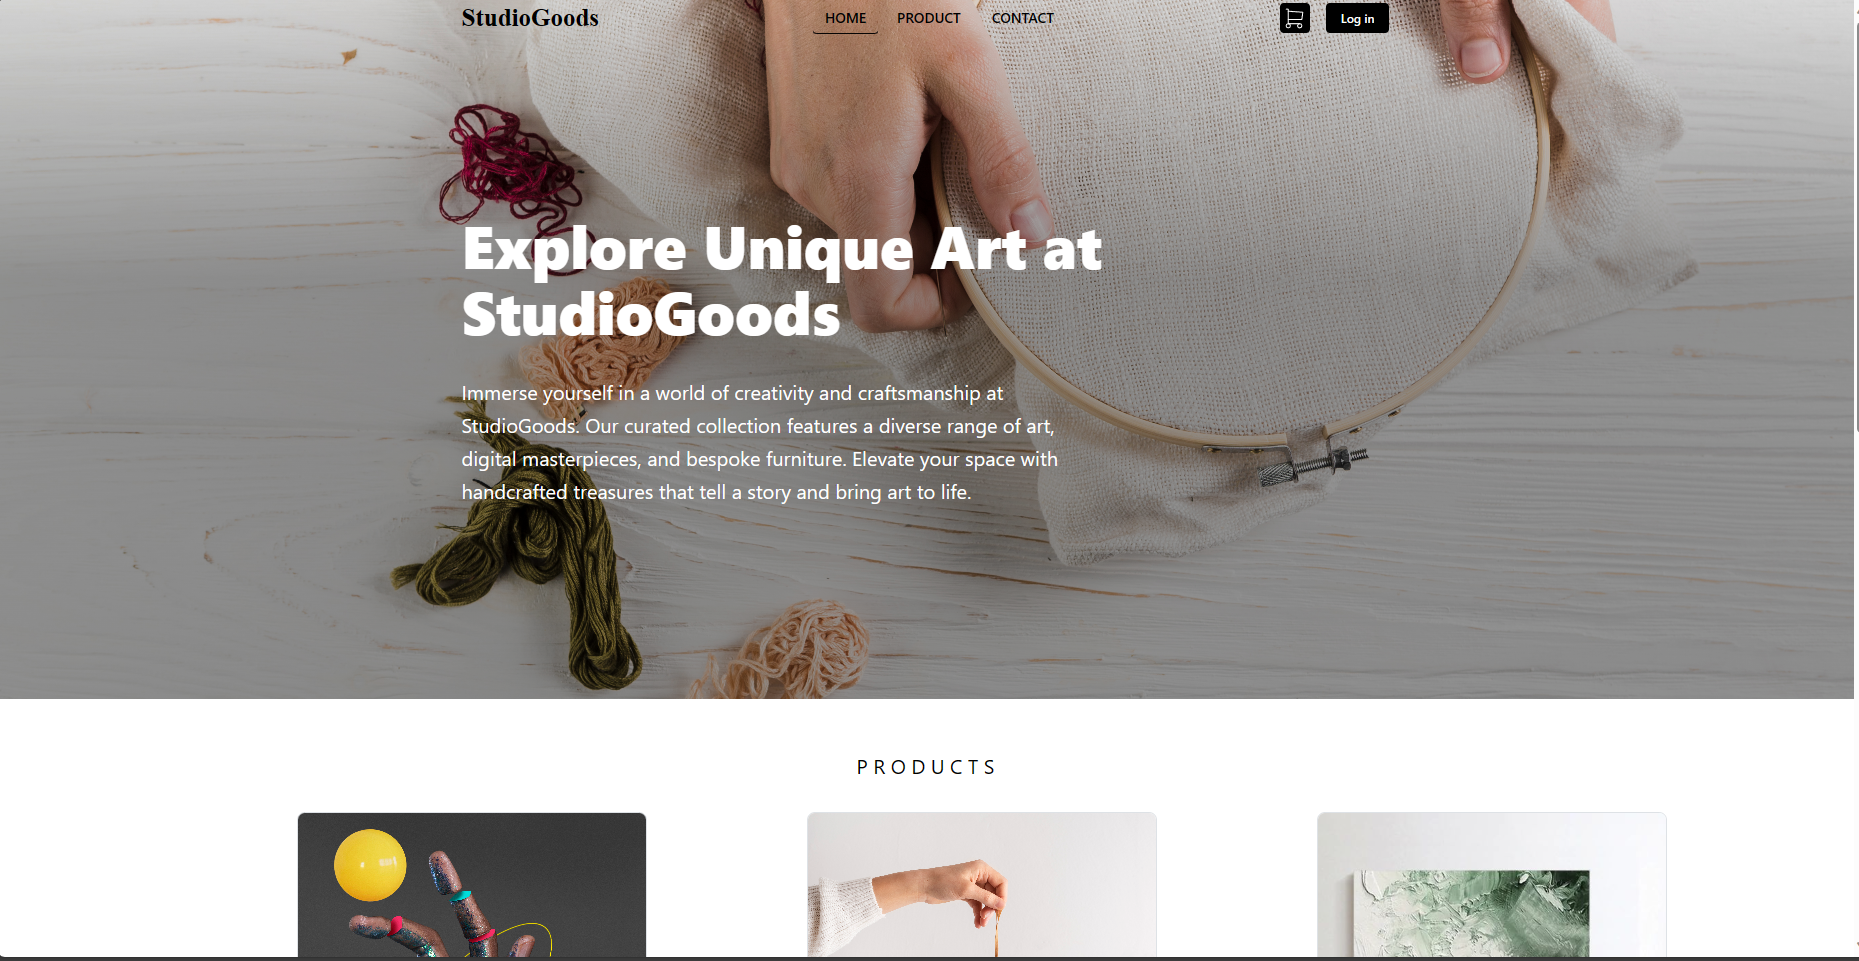 StudioGoods
HOME
PRODUCT
CONTACT
Log in
Explore Unique Art at
StudioGoods
Immerse yourself in a world of creativity and craftsmanship at
StudioGoods. Our curated collection features a diverse range of art,
digital masterpieces, and bespoke furniture. Elevate your space with
handcrafted treasures that tell a story and bring art to life.
PRODUCTS